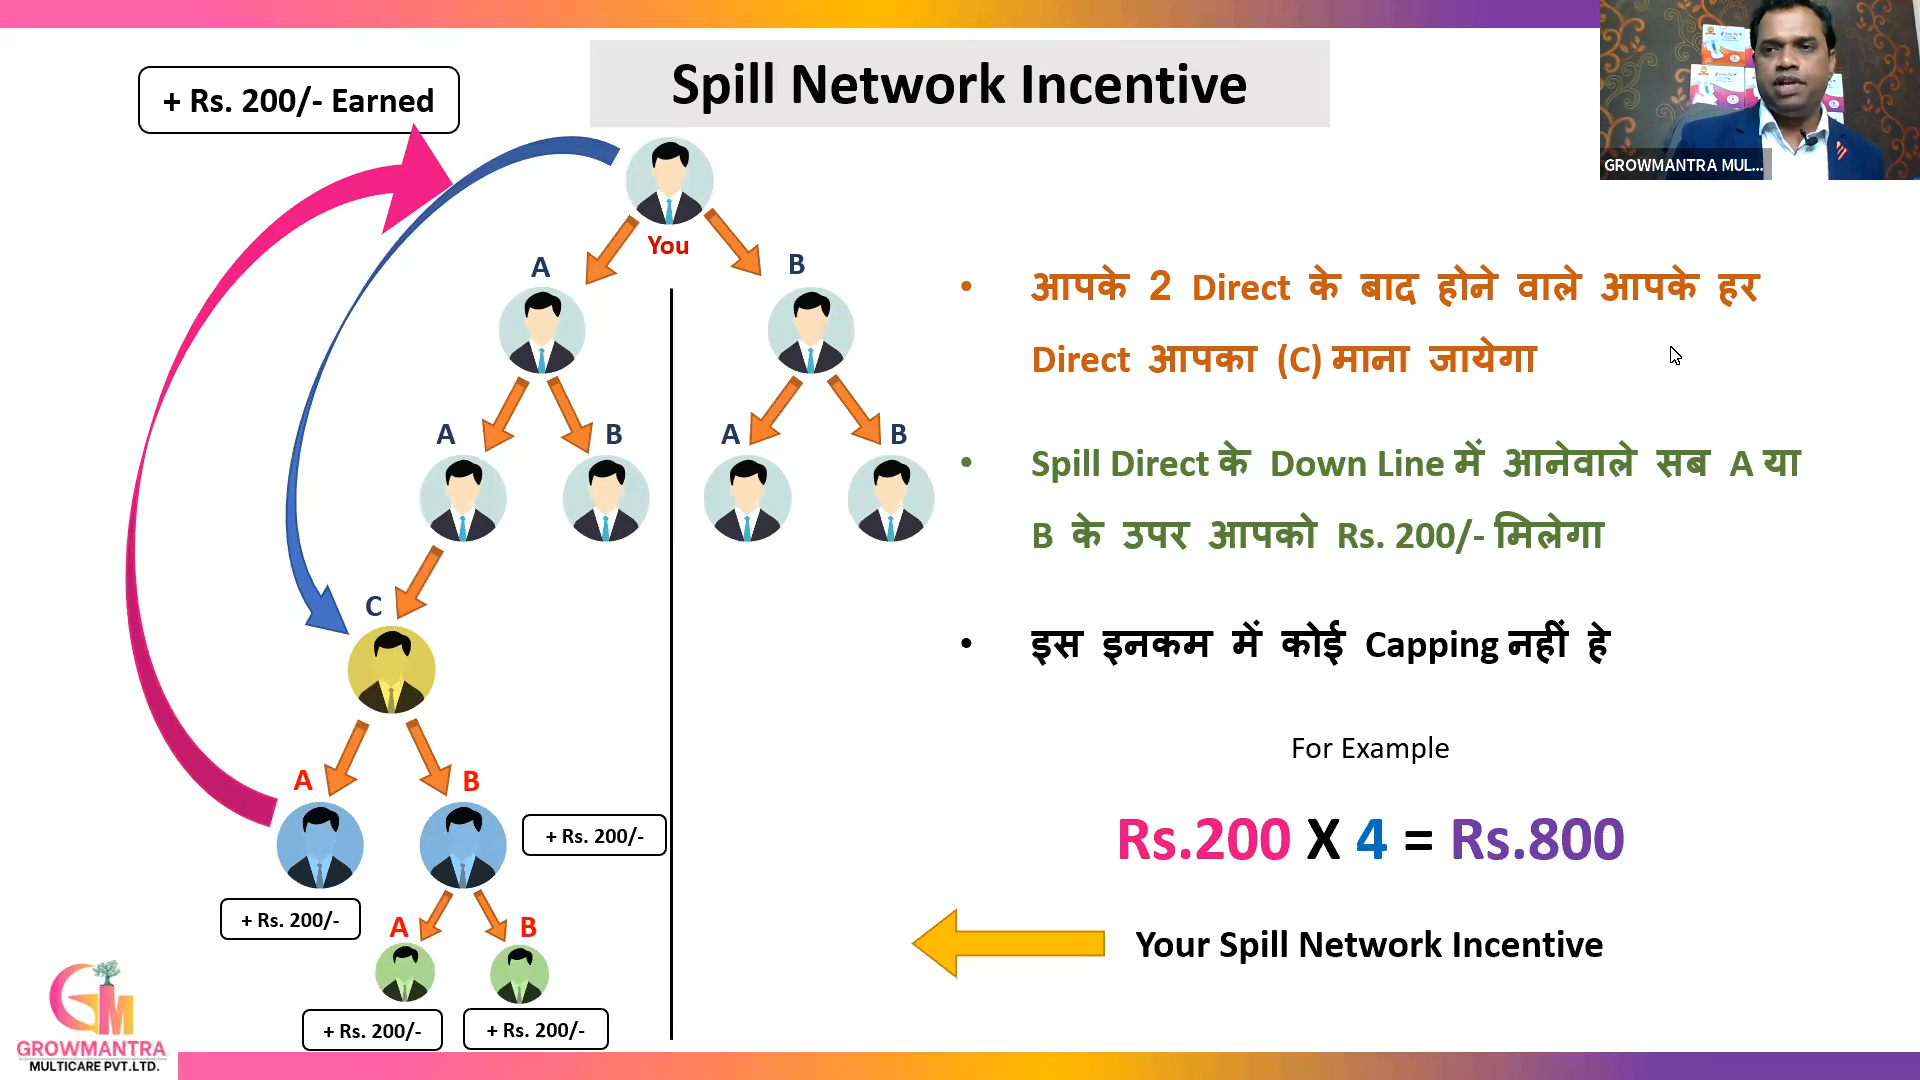 + Rs. 200/- Earned
Spill Network Incentive
GROWMANTRA MUL...
You
A
B
A
B
A
B
C
A
B
+ Rs. 200/-
+ Rs. 200/-
A
B
+ Rs. 200/-
+ Rs. 200/-
• आपके 2 Direct के बाद होने वाले आपके हर
Direct आपका (C) माना जायेगा
• Spill Direct के Down Line में आनेवाले सब A या
B के उपर आपको Rs. 200/- मिलेगा
• इस इनकम में कोई Capping नहीं हे
For Example
Rs.200 X 4 = Rs.800
Your Spill Network Incentive
GM
GROWMANTRA
MULTICARE PVT.LTD.